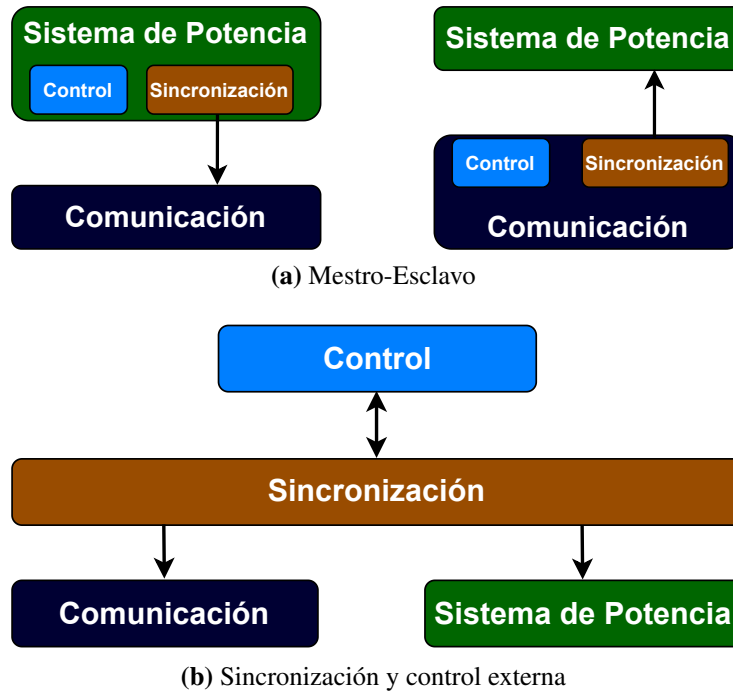 Sistema de Potencia
Control
Sincronización
Comunicación
Sistema de Potencia
Control
Sincronización
Comunicación
(a) Mestro-Esclavo
Control
Sincronización
Comunicación
Sistema de Potencia
(b) Sincronización y control externa